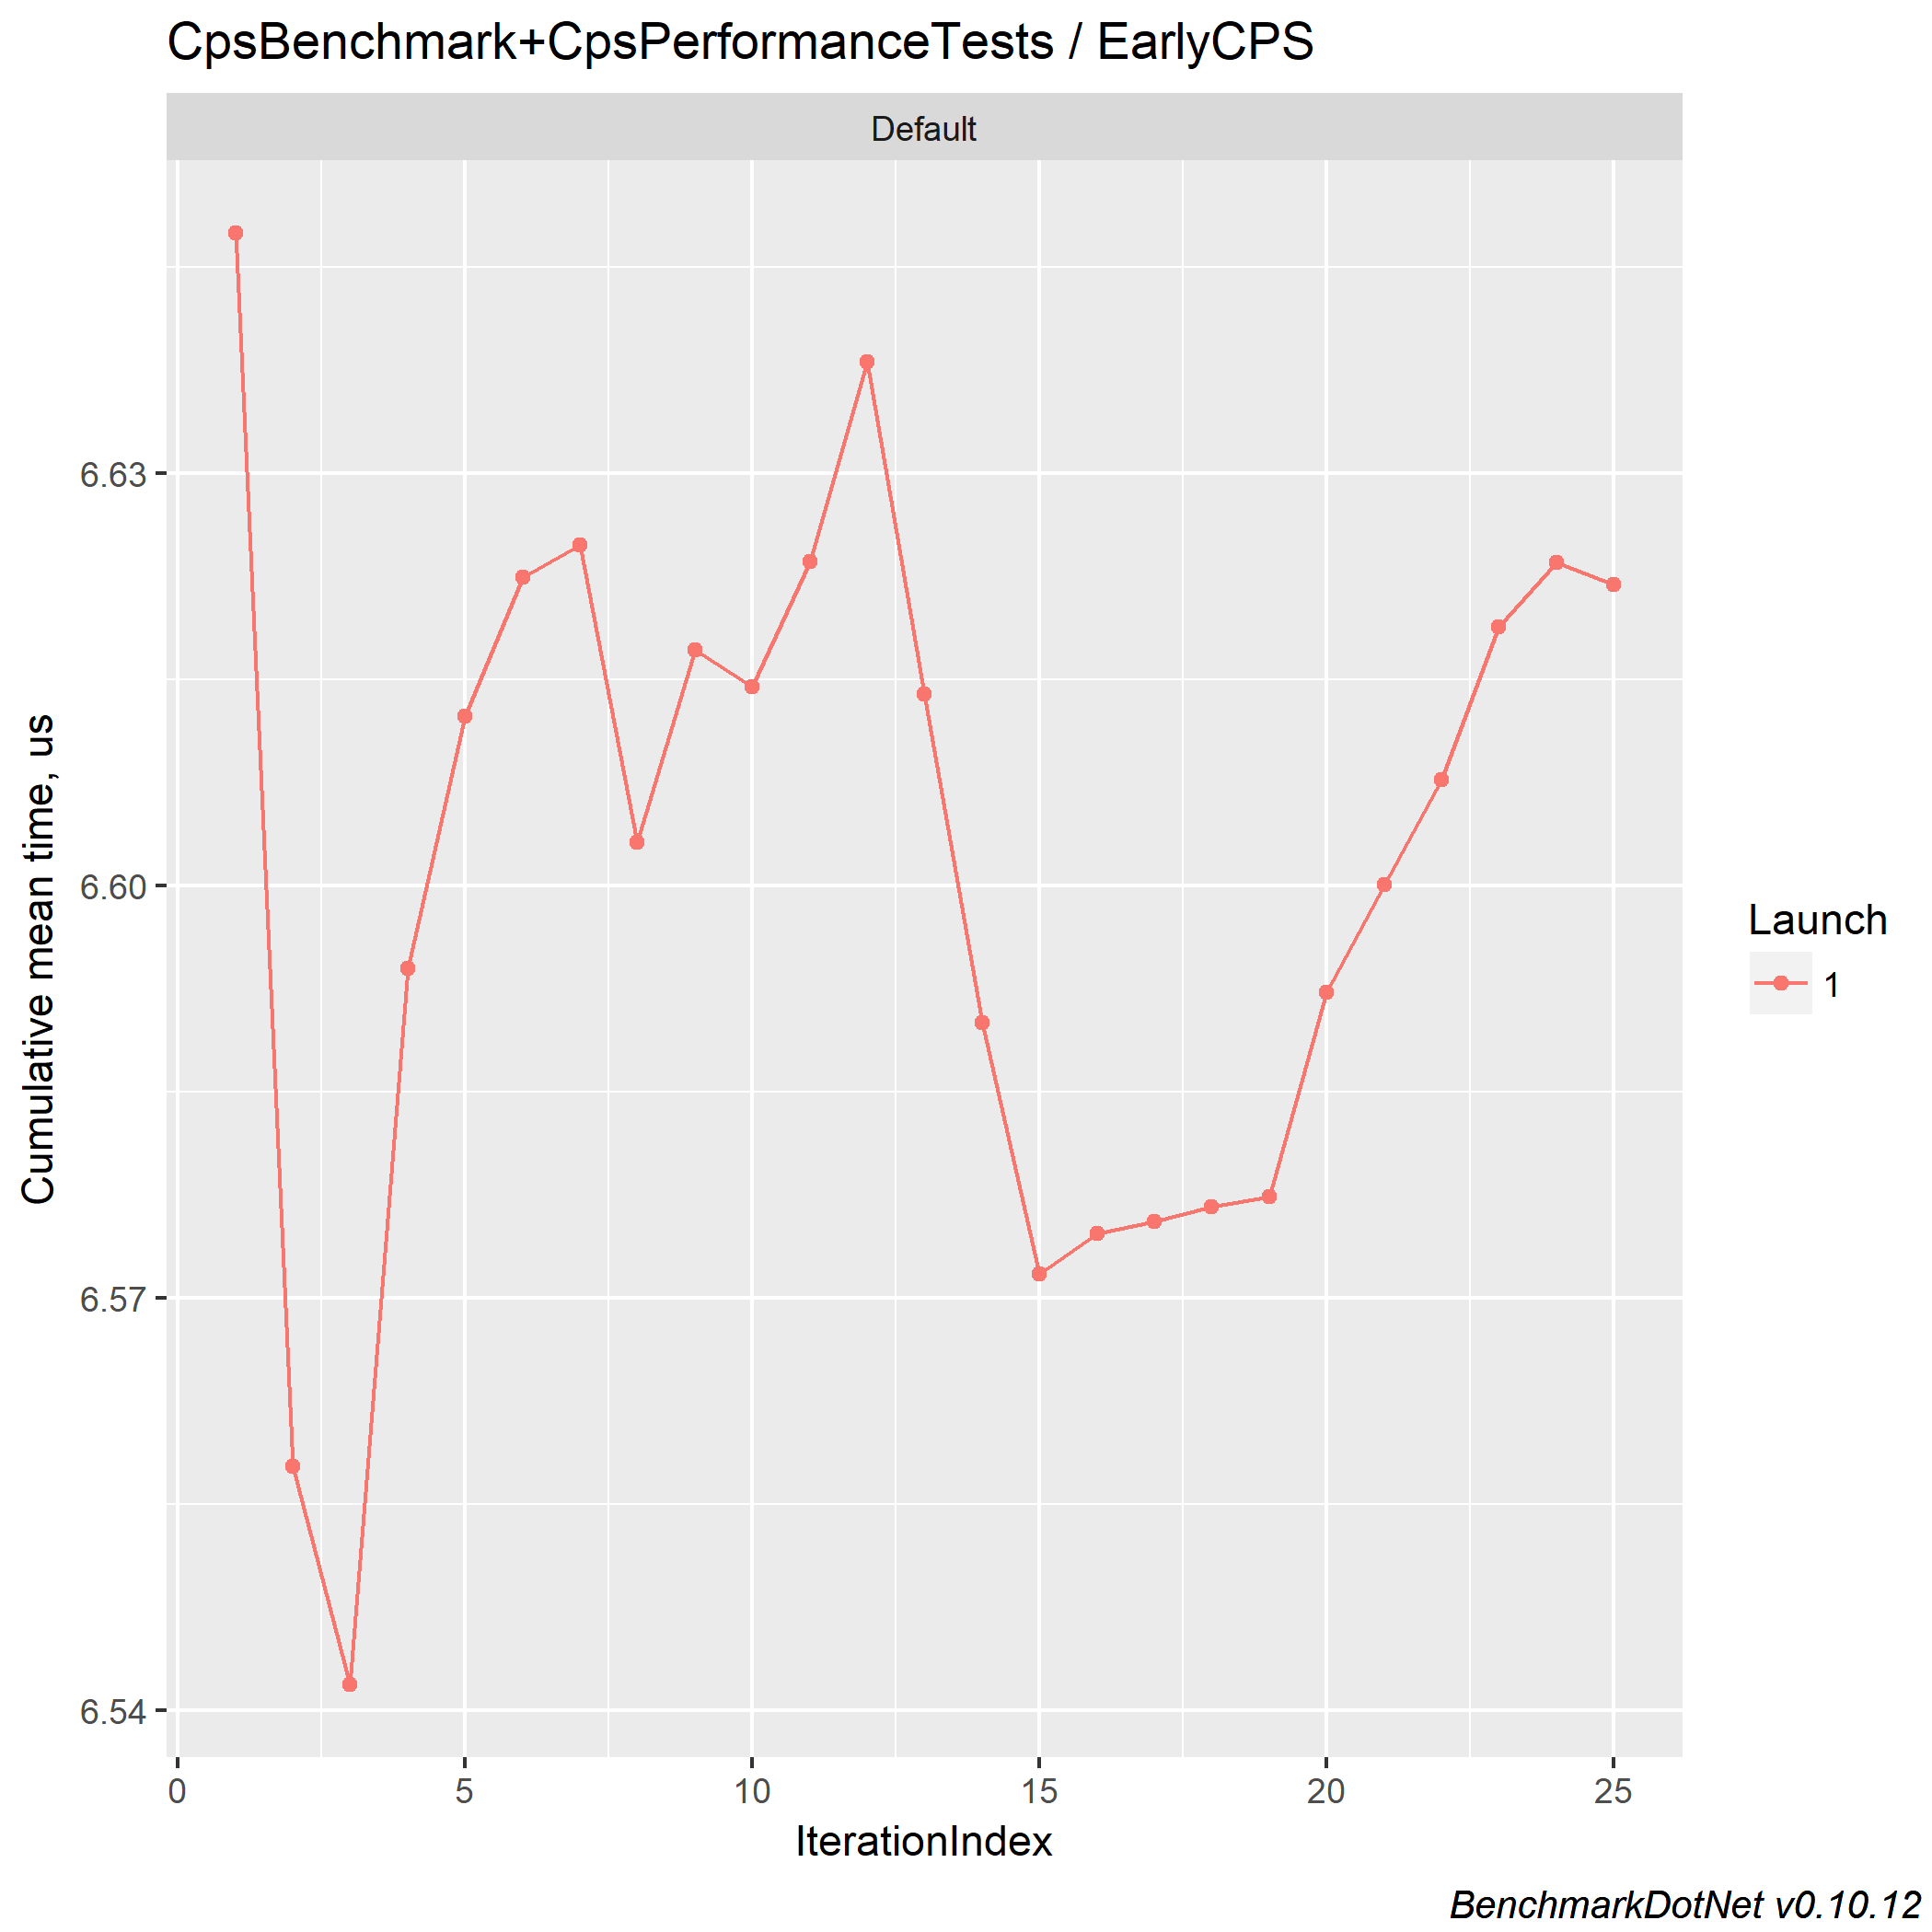 CpsBenchmark+CpsPerformanceTests / EarlyCPS
Default
Cumulative mean time, us
6.63
6.60
6.57
6.54
0 5 10 15 20 25
IterationIndex
Launch
1
BenchmarkDotNet v0.10.12